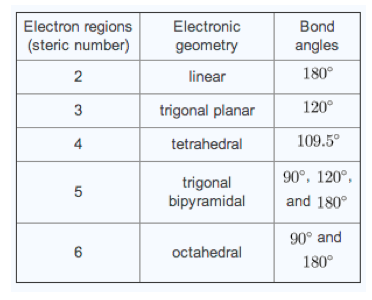 Electron regions (steric number) Electronic geometry Bond angles
2 linear 180°
3 trigonal planar 120°
4 tetrahedral 109.5°
5 trigonal bipyramidal 90°, 120°, and 180°
6 octahedral 90° and 180°